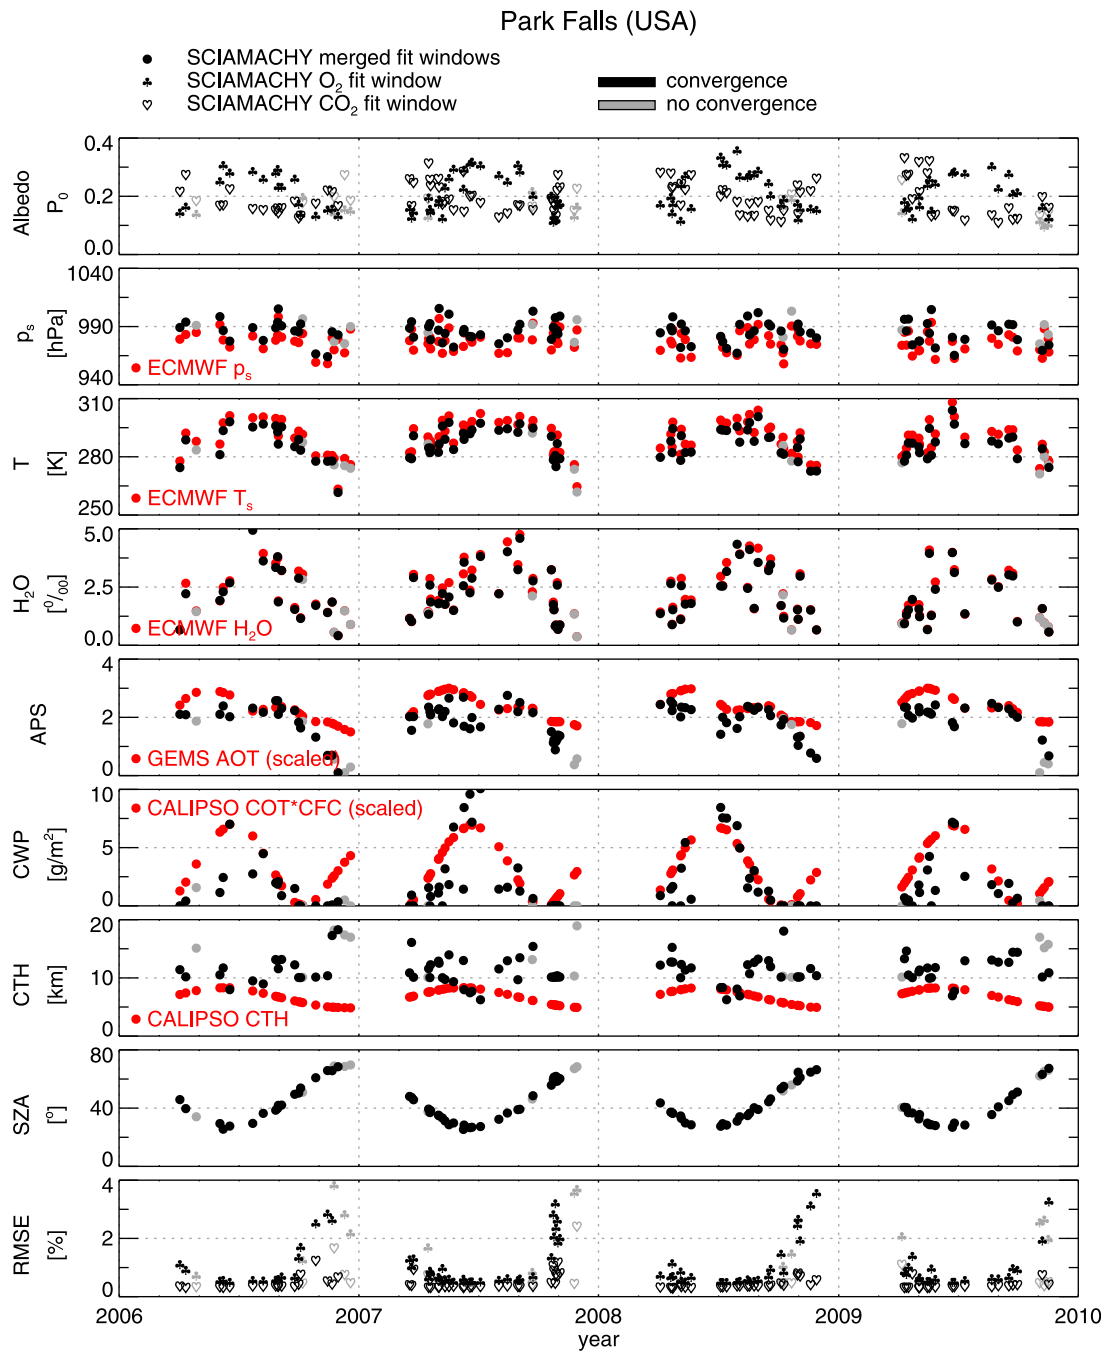 Park Falls (USA)
● SCIAMACHY merged fit windows
♣ SCIAMACHY O₂ fit window
convergence
♡ SCIAMACHY CO₂ fit window
no convergence
Albedo P₀
0.4
0.2
0.0
pₛ [hPa]
1040
990
940
ECMWF pₛ
T [K]
310
280
250
ECMWF Tₛ
H₂O [⁰/₀₀]
5.0
2.5
0.0
ECMWF H₂O
APS
4
2
0
GEMS AOT (scaled)
CWP [g/m²]
10
5
0
CALIPSO COT*CFC (scaled)
CTH [km]
20
10
0
CALIPSO CTH
SZA [°]
80
40
0
RMSE [%]
4
2
0
2006 2007 2008 2009 2010
year